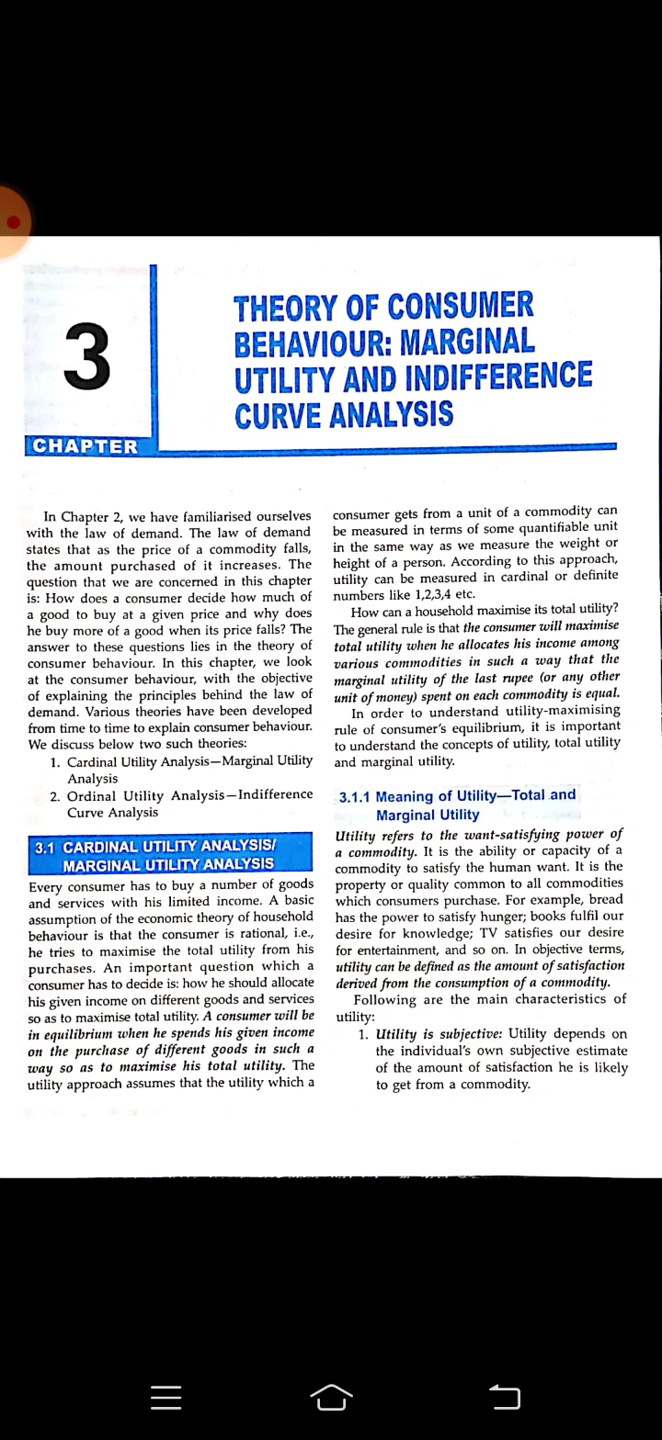 3
CHAPTER
THEORY OF CONSUMER
BEHAVIOUR: MARGINAL
UTILITY AND INDIFFERENCE
CURVE ANALYSIS
In Chapter 2, we have familiarised ourselves
with the law of demand. The law of demand
states that as the price of a commodity falls,
the amount purchased of it increases. The
question that we are concerned in this chapter
is: How does a consumer decide how much of
a good to buy at a given price and why does
he buy more of a good when its price falls? The
answer to these questions lies in the theory of
consumer behaviour. In this chapter, we look
at the consumer behaviour, with the objective
of explaining the principles behind the law of
demand. Various theories have been developed
from time to time to explain consumer behaviour.
We discuss below two such theories:
1. Cardinal Utility Analysis—Marginal Utility
Analysis
2. Ordinal Utility Analysis—Indifference
Curve Analysis
3.1 CARDINAL UTILITY ANALYSIS/
MARGINAL UTILITY ANALYSIS
Every consumer has to buy a number of goods
and services with his limited income. A basic
assumption of the economic theory of household
behaviour is that the consumer is rational, i.e.,
he tries to maximise the total utility from his
purchases. An important question which a
consumer has to decide is: how he should allocate
his given income on different goods and services
so as to maximise total utility. A consumer will be
in equilibrium when he spends his given income
on the purchase of different goods in such a
way so as to maximise his total utility. The
utility approach assumes that the utility which a
consumer gets from a unit of a commodity can
be measured in terms of some quantifiable unit
in the same way as we measure the weight or
height of a person. According to this approach,
utility can be measured in cardinal or definite
numbers like 1,2,3,4 etc.
How can a household maximise its total utility?
The general rule is that the consumer will maximise
total utility when he allocates his income among
various commodities in such a way that the
marginal utility of the last rupee (or any other
unit of money) spent on each commodity is equal.
In order to understand utility-maximising
rule of consumer's equilibrium, it is important
to understand the concepts of utility, total utility
and marginal utility.
3.1.1 Meaning of Utility—Total and
Marginal Utility
Utility refers to the want-satisfying power of
a commodity. It is the ability or capacity of a
commodity to satisfy the human want. It is the
property or quality common to all commodities
which consumers purchase. For example, bread
has the power to satisfy hunger; books fulfil our
desire for knowledge; TV satisfies our desire
for entertainment, and so on. In objective terms,
utility can be defined as the amount of satisfaction
derived from the consumption of a commodity.
Following are the main characteristics of
utility:
1. Utility is subjective: Utility depends on
the individual's own subjective estimate
of the amount of satisfaction he is likely
to get from a commodity.